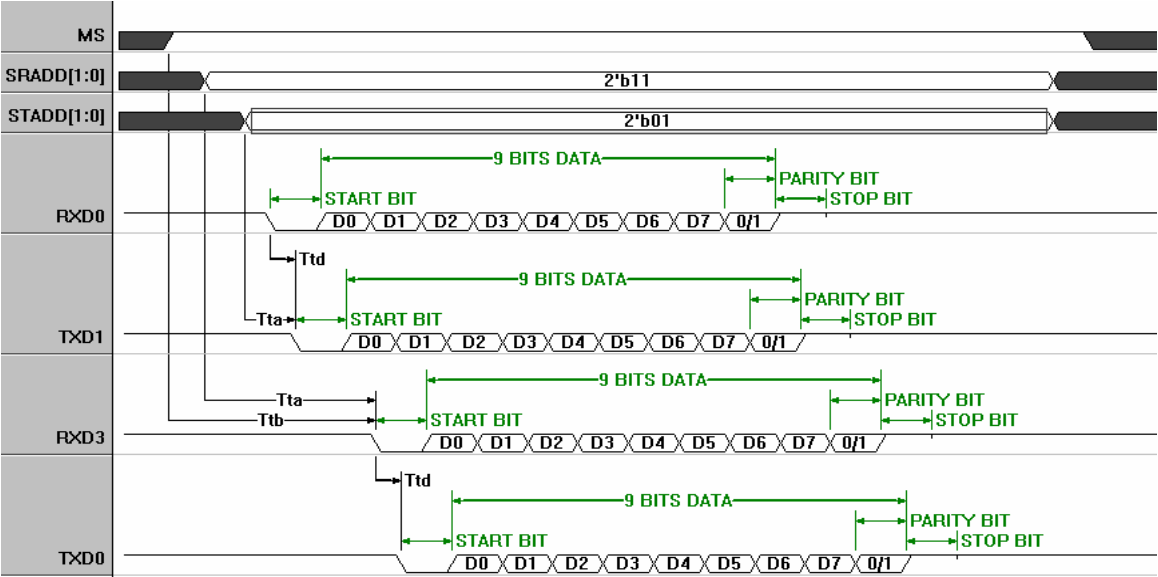 MS
SRADD[1:0] 2'b11
STADD[1:0] 2'b01
9 BITS DATA
PARITY BIT
START BIT STOP BIT
RXD0 D0 D1 D2 D3 D4 D5 D6 D7 0/1
Ttd
9 BITS DATA
PARITY BIT
Tta START BIT STOP BIT
TXD1 D0 D1 D2 D3 D4 D5 D6 D7 0/1
9 BITS DATA
Tta PARITY BIT
Ttb START BIT STOP BIT
RXD3 D0 D1 D2 D3 D4 D5 D6 D7 0/1
Ttd
9 BITS DATA
PARITY BIT
START BIT STOP BIT
TXD0 D0 D1 D2 D3 D4 D5 D6 D7 0/1